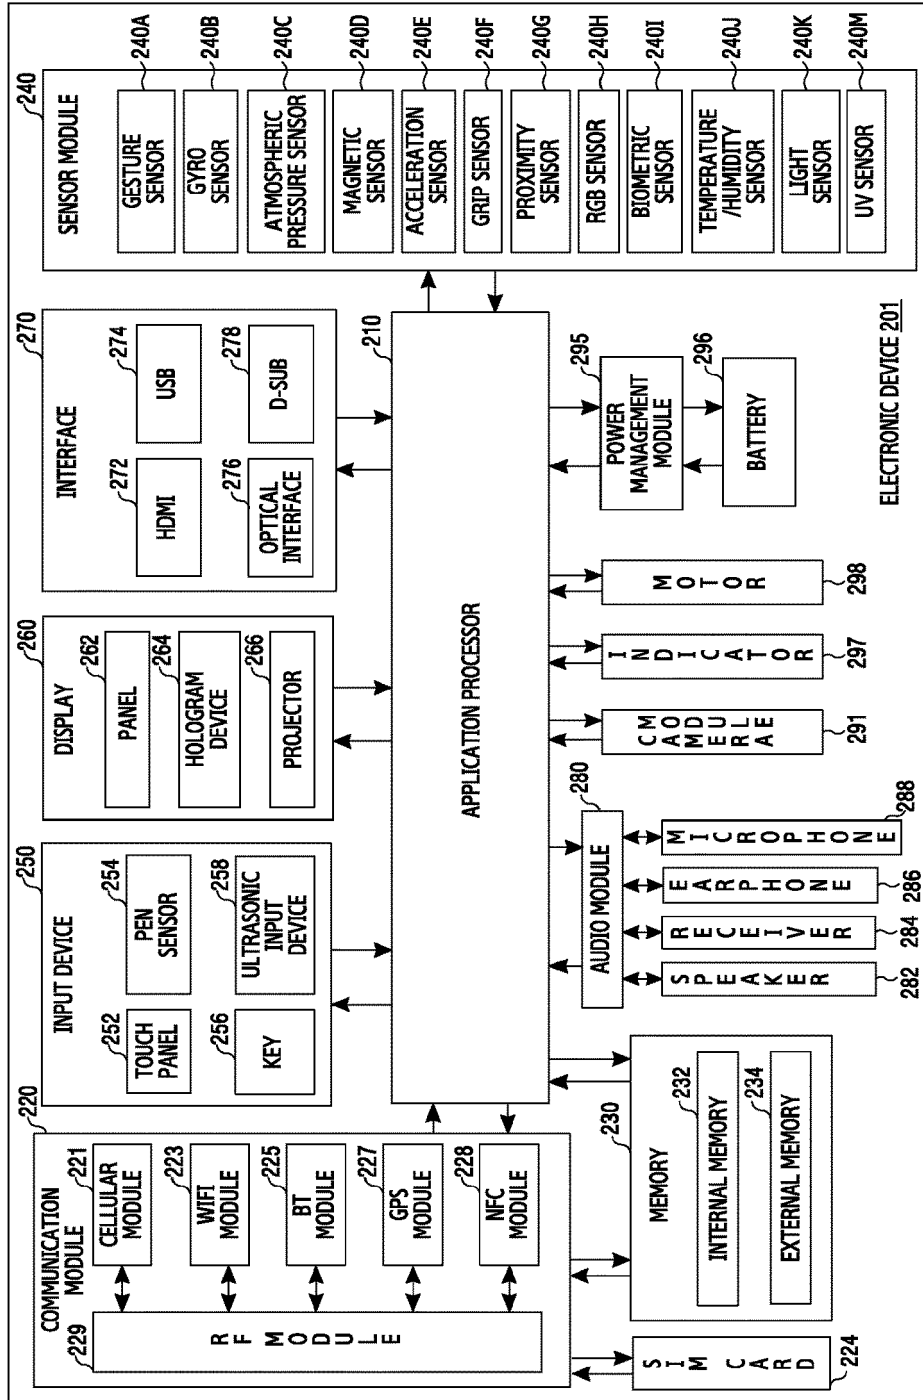 COMMUNICATION
MODULE
220
229
RF MODULE
221
CELLULAR
MODULE
223
WIFI
MODULE
225
BT
MODULE
227
GPS
MODULE
228
NFC
MODULE
INPUT DEVICE
250
252
TOUCH
PANEL
254
PEN
SENSOR
256
KEY
258
ULTRASONIC
INPUT
DEVICE
DISPLAY
260
262
PANEL
264
HOLOGRAM
DEVICE
266
PROJECTOR
INTERFACE
270
272
HDMI
274
USB
276
OPTICAL
INTERFACE
278
D-SUB
SENSOR MODULE
240
GESTURE
SENSOR
240A
GYRO
SENSOR
240B
ATMOSPHERIC
PRESSURE SENSOR
240C
MAGNETIC
SENSOR
240D
ACCELERATION
SENSOR
240E
GRIP SENSOR
240F
PROXIMITY
SENSOR
240G
RGB SENSOR
240H
BIOMETRIC
SENSOR
240I
TEMPERATURE
/HUMIDITY
SENSOR
240J
LIGHT
SENSOR
240K
UV SENSOR
240M
210
APPLICATION PROCESSOR
SIM CARD
224
MEMORY
230
232
INTERNAL MEMORY
234
EXTERNAL MEMORY
280
AUDIO MODULE
SPEAKER
282
RECEIVER
284
EARPHONE
286
MICROPHONE
288
CAMERA
MODULE
291
INDICATOR
297
MOTOR
298
295
POWER
MANAGEMENT
MODULE
296
BATTERY
ELECTRONIC DEVICE 201